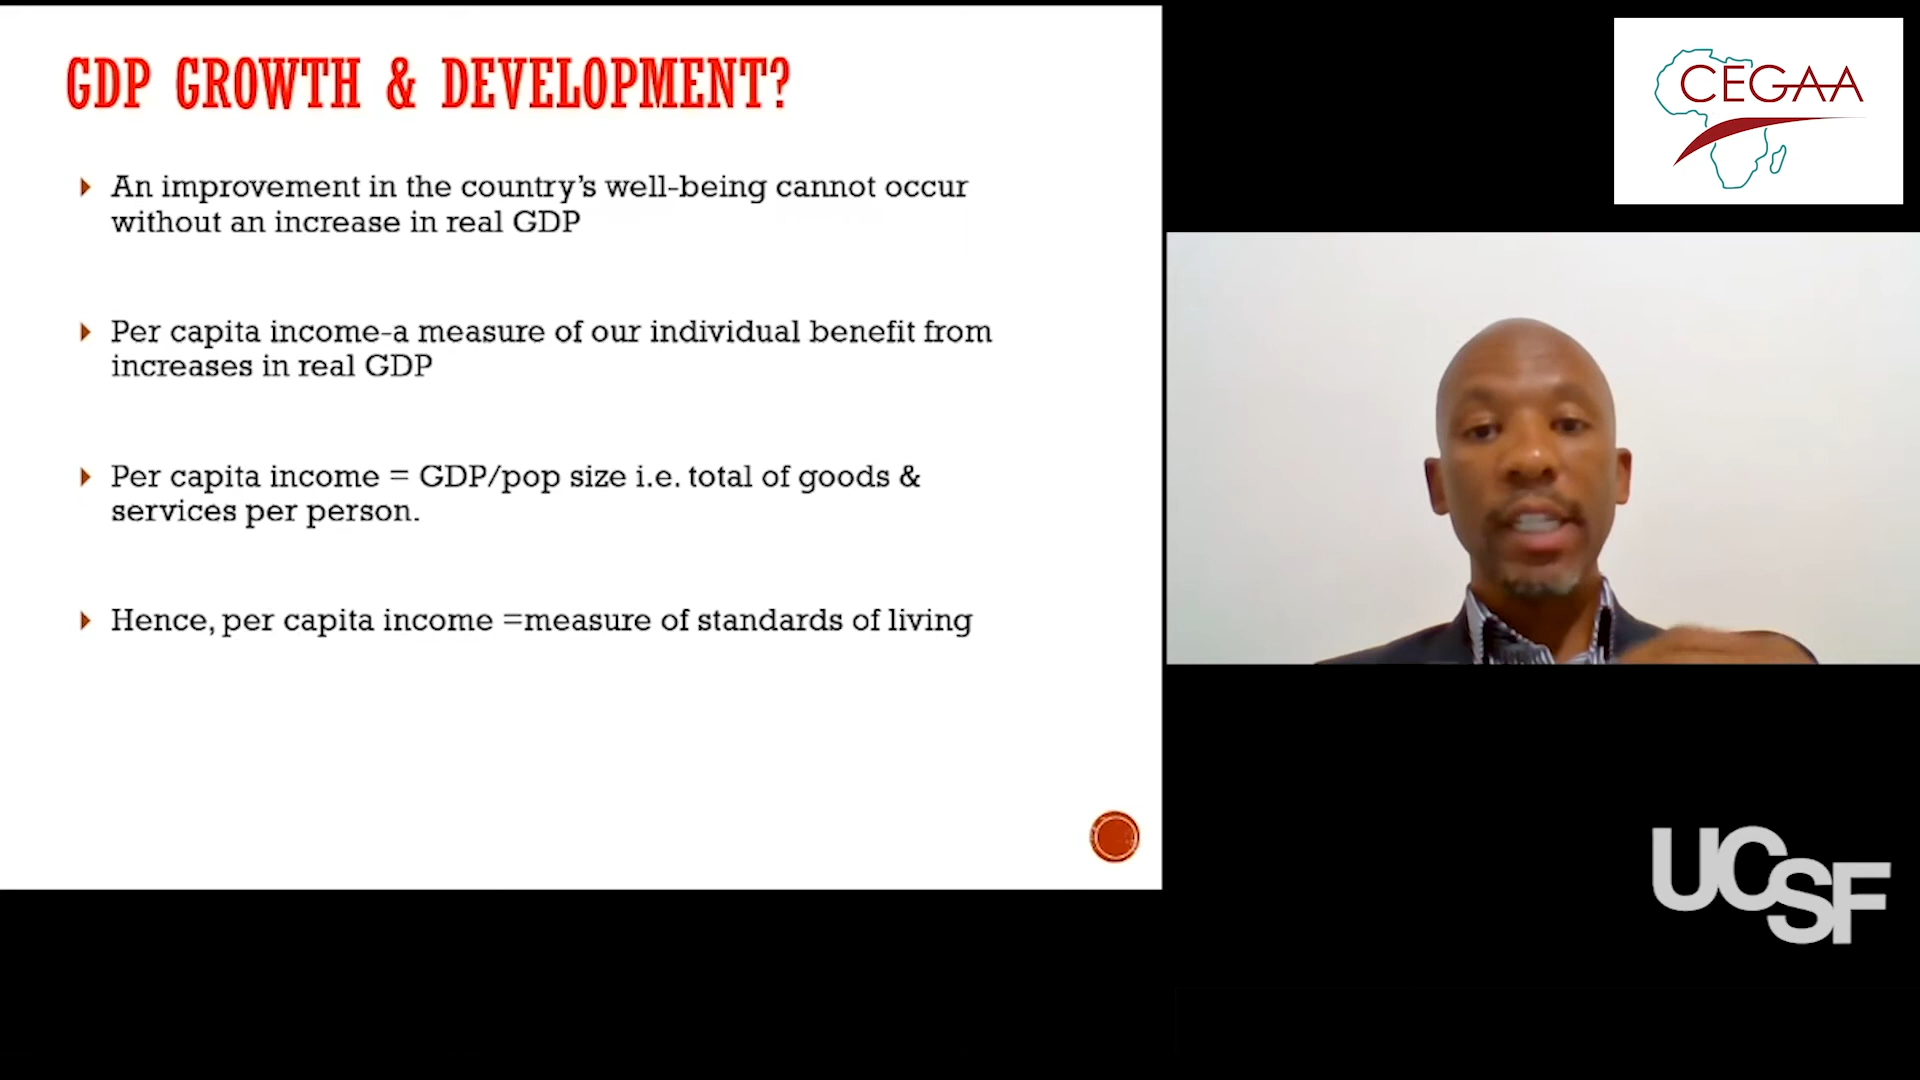 GDP GROWTH & DEVELOPMENT?
An improvement in the country's well-being cannot occur
without an increase in real GDP
Per capita income-a measure of our individual benefit from
increases in real GDP
Per capita income = GDP/pop size i.e. total of goods &
services per person.
Hence, per capita income =measure of standards of living
CEGAA
UCSF